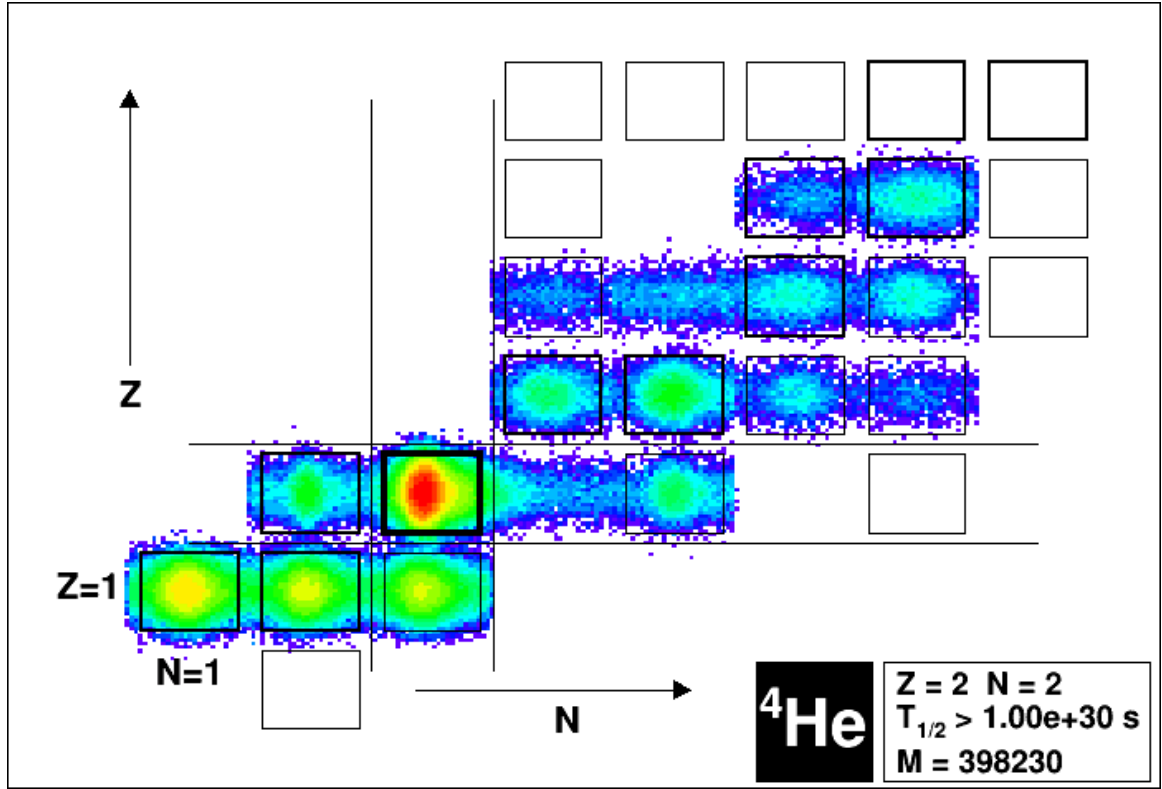 Z
Z=1
N=1
N
4He
Z = 2 N = 2
T1/2 > 1.00e+30 s
M = 398230